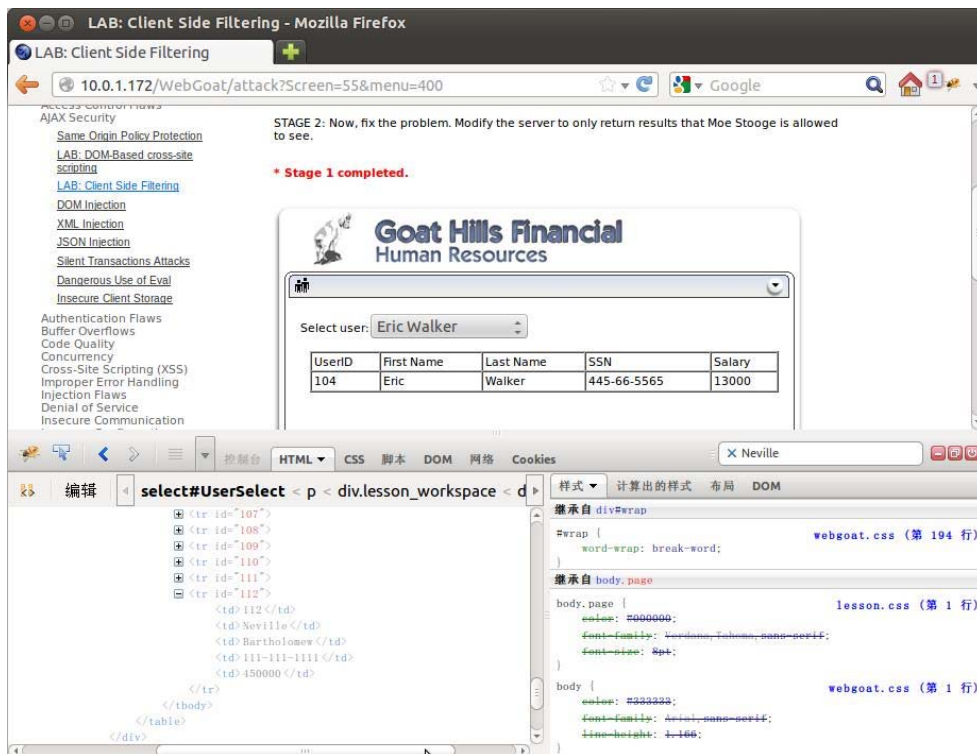 LAB: Client Side Filtering - Mozilla Firefox
LAB: Client Side Filtering
10.0.1.172/WebGoat/attack?Screen=55&menu=400
Google
1
Access Control Flaws
AJAX Security
Same Origin Policy Protection
LAB: DOM-Based cross-site
scripting
LAB: Client Side Filtering
DOM Injection
XML Injection
JSON Injection
Silent Transactions Attacks
Dangerous Use of Eval
Insecure Client Storage
Authentication Flaws
Buffer Overflows
Code Quality
Concurrency
Cross-Site Scripting (XSS)
Improper Error Handling
Injection Flaws
Denial of Service
Insecure Communication
STAGE 2: Now, fix the problem. Modify the server to only return results that Moe Stooge is allowed
to see.
* Stage 1 completed.
Goat Hills Financial
Human Resources
Select user: Eric Walker
UserID First Name Last Name SSN Salary
104 Eric Walker 445-66-5565 13000
控制台 HTML CSS 脚本 DOM 网络 Cookies
X Neville
编辑 select#UserSelect < p < div.lesson_workspace < d
<tr id="107">
<tr id="108">
<tr id="109">
<tr id="110">
<tr id="111">
<tr id="112">
<td>112</td>
<td>Neville</td>
<td>Bartholomew</td>
<td>111-111-1111</td>
<td>450000</td>
</tr>
</tbody>
</table>
</div>
样式 计算出的样式 布局 DOM
继承自 div#wrap
#wrap { webgoat.css (第 194 行)
word-wrap: break-word;
}
继承自 body.page
body.page { lesson.css (第 1 行)
color: #000000;
font-family: Verdana,Tahoma,sans-serif;
font-size: 8pt;
}
body { webgoat.css (第 1 行)
color: #333333;
font-family: Arial,sans-serif;
line-height: 1.166;
}